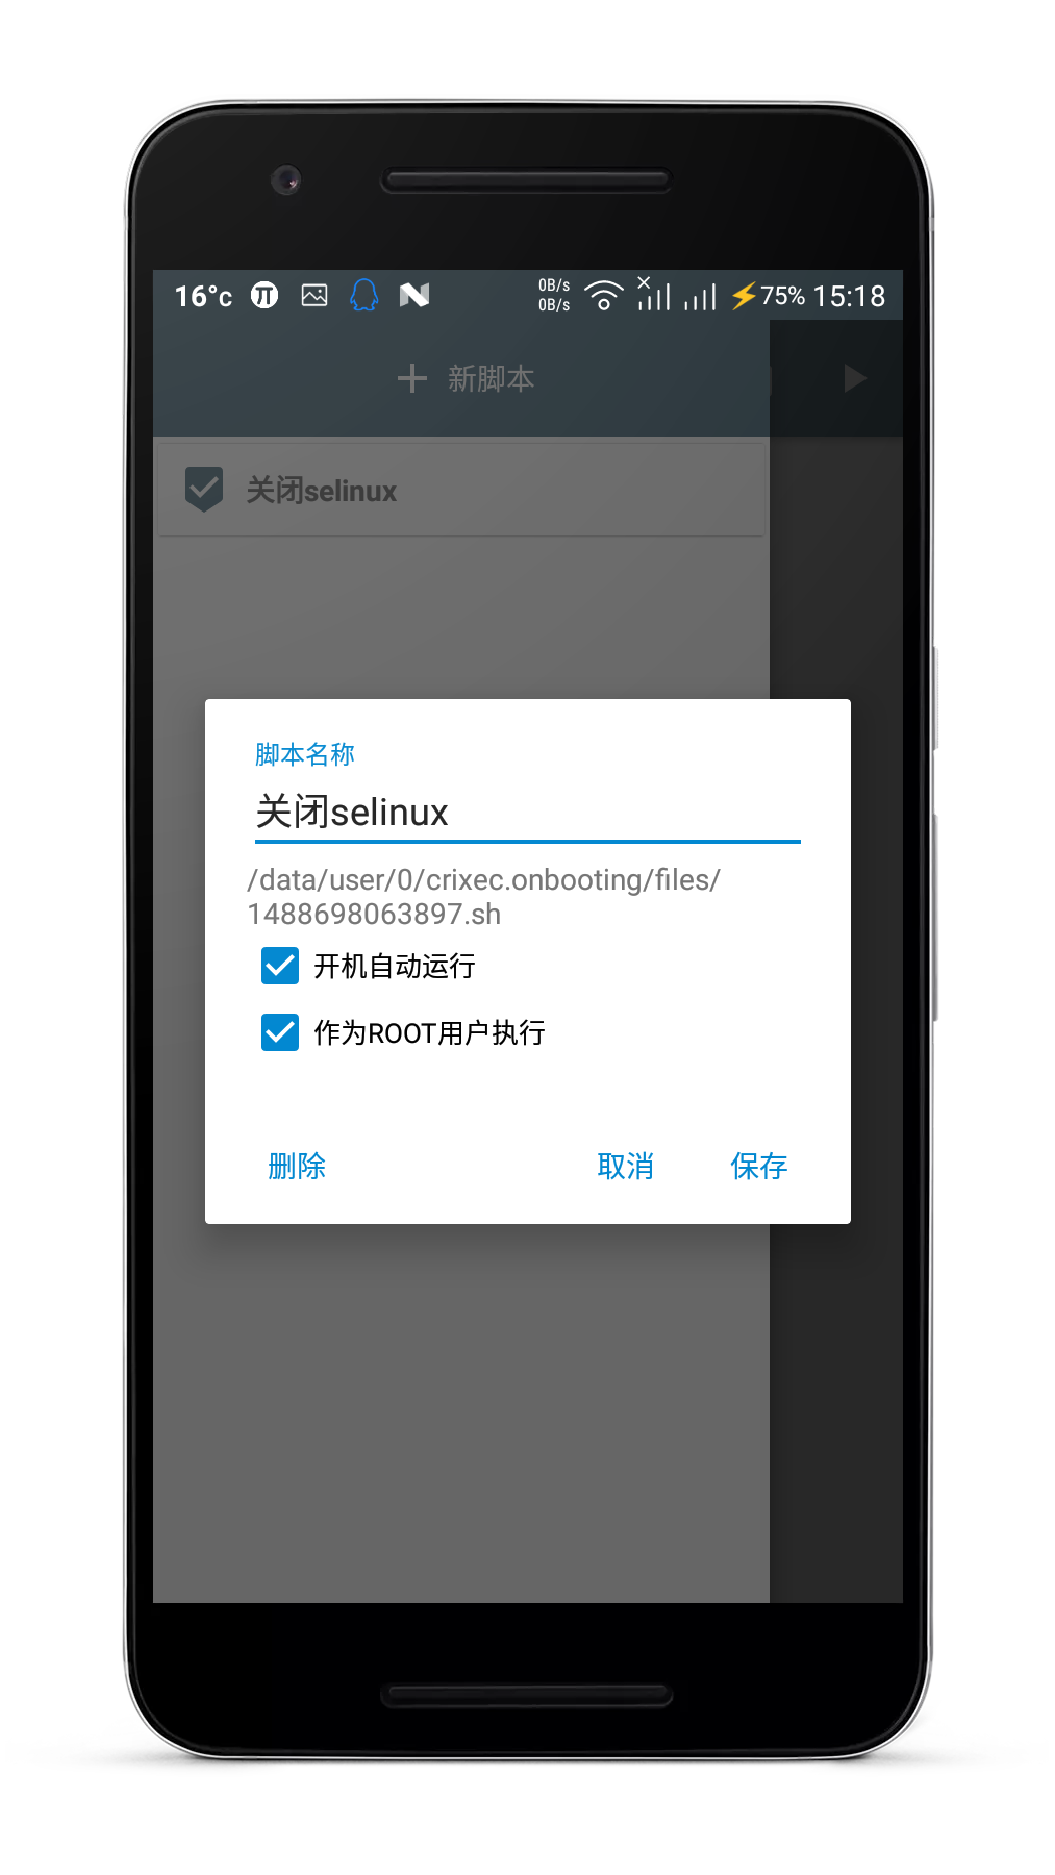 16°c
0B/s
0B/s
75% 15:18
新脚本
关闭selinux
脚本名称
关闭selinux
/data/user/0/crixec.onbooting/files/
1488698063897.sh
开机自动运行
作为ROOT用户执行
删除 取消 保存